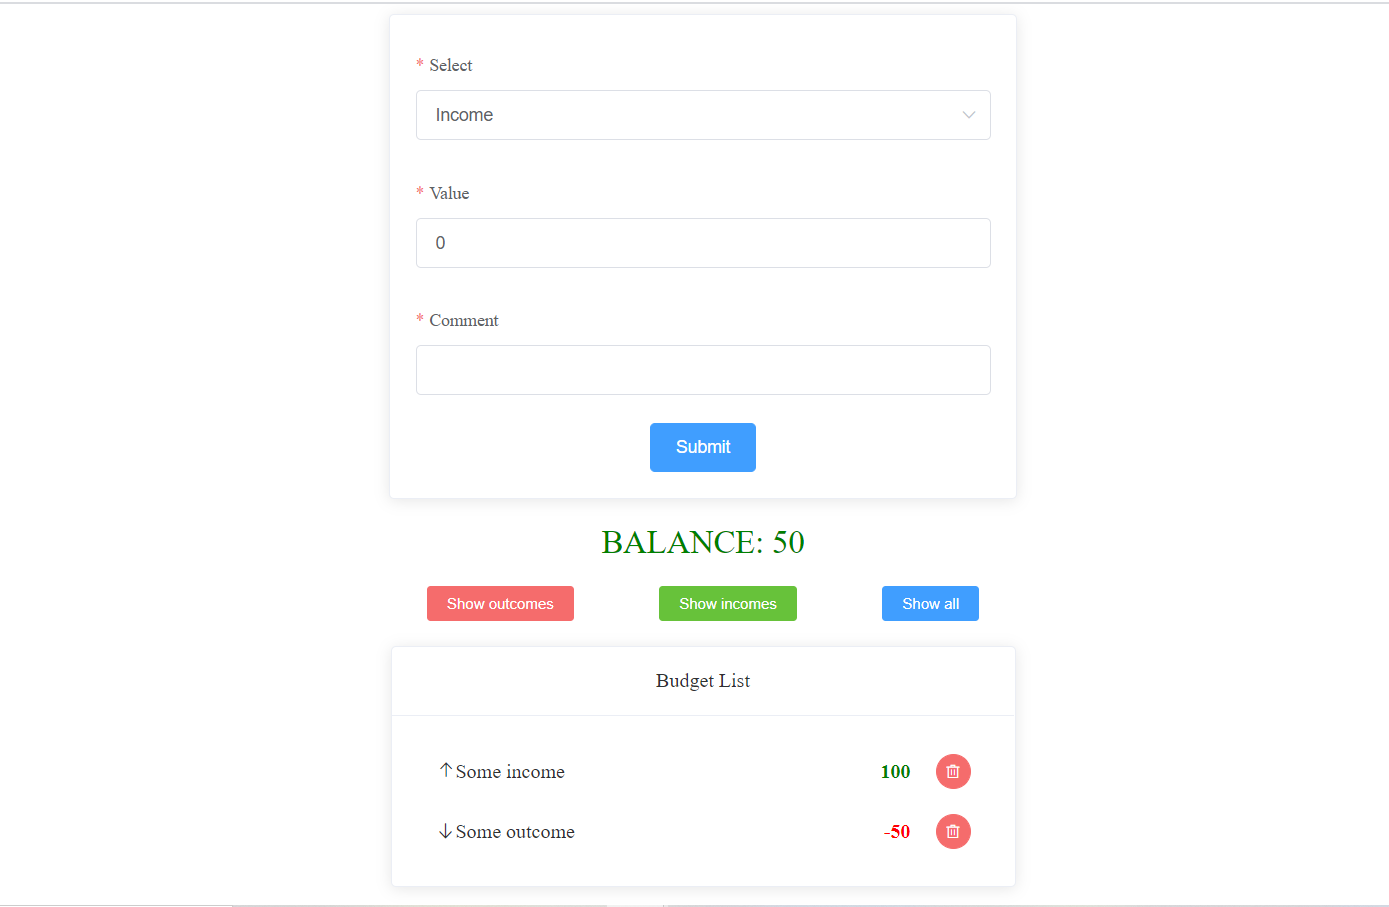 * Select
Income
* Value
0
* Comment
Submit
BALANCE: 50
Show outcomes Show incomes Show all
Budget List
↑ Some income 100
↓ Some outcome -50